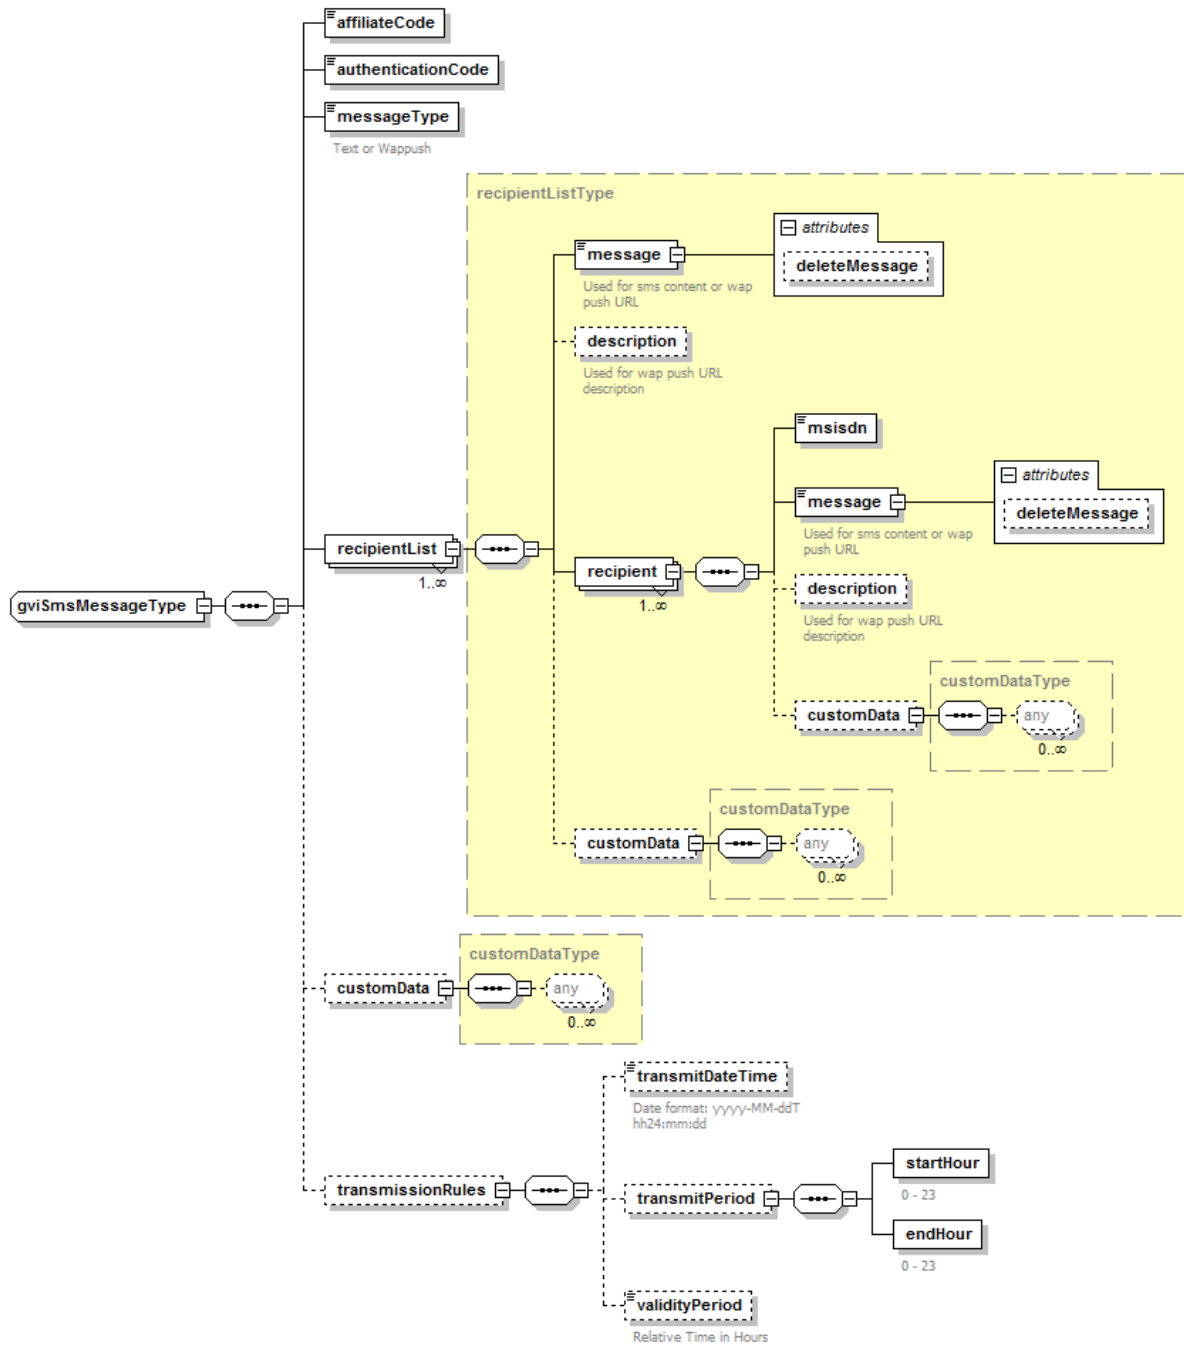 affiliateCode
authenticationCode
messageType
Text or Wappush
recipientListType
attributes
message
deleteMessage
Used for sms content or wap
push URL
description
Used for wap push URL
description
msisdn
attributes
message
deleteMessage
Used for sms content or wap
push URL
recipientList
1..∞
recipient
1..∞
description
Used for wap push URL
description
gviSmsMessageType
customDataType
customData
any
0..∞
customDataType
customData
any
0..∞
customDataType
customData
any
0..∞
transmitDateTime
Date format: yyyy-MM-ddT
hh24:mm:dd
startHour
0 - 23
transmissionRules
transmitPeriod
endHour
0 - 23
validityPeriod
Relative Time in Hours